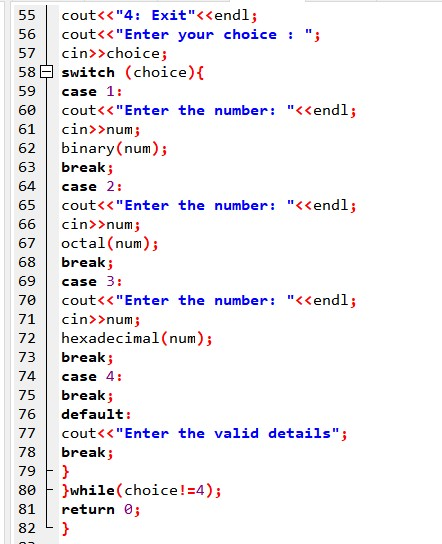 55 cout<<"4: Exit"<<endl;
56 cout<<"Enter your choice : ";
57 cin>>choice;
58 switch (choice){
59 case 1:
60 cout<<"Enter the number: "<<endl;
61 cin>>num;
62 binary(num);
63 break;
64 case 2:
65 cout<<"Enter the number: "<<endl;
66 cin>>num;
67 octal(num);
68 break;
69 case 3:
70 cout<<"Enter the number: "<<endl;
71 cin>>num;
72 hexadecimal(num);
73 break;
74 case 4:
75 break;
76 default:
77 cout<<"Enter the valid details";
78 break;
79 }
80 }while(choice!=4);
81 return 0;
82 }